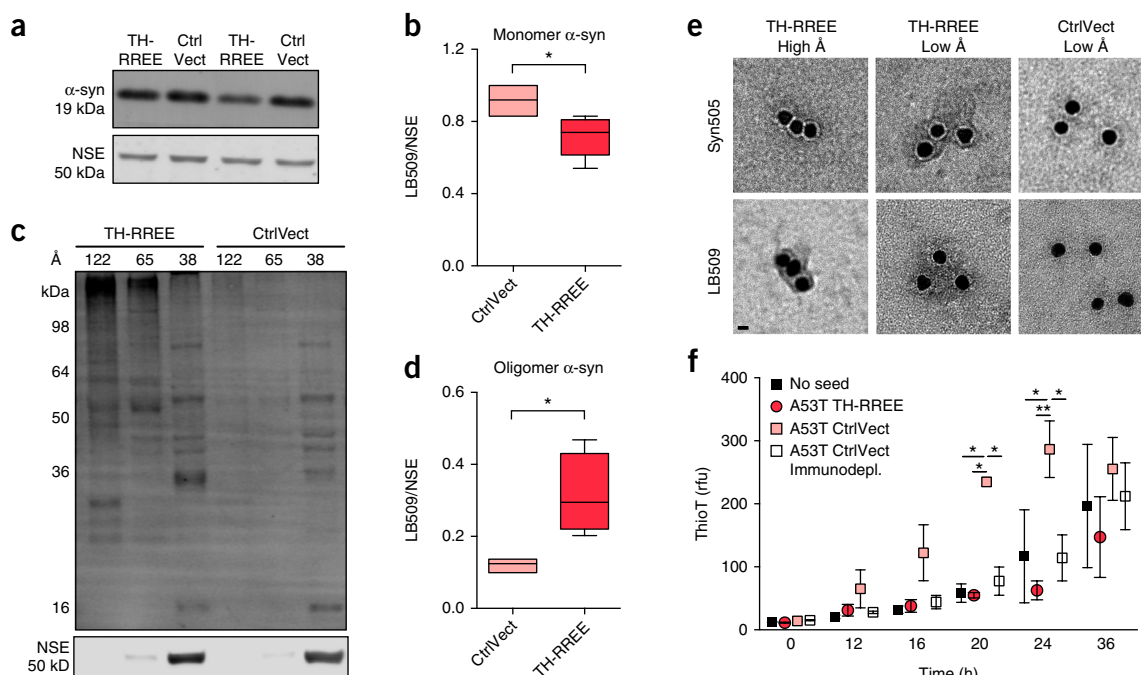 a
TH-RREE
Ctrl Vect
TH-RREE
Ctrl Vect
α-syn
19 kDa
NSE
50 kDa
b
Monomer α-syn
*
LB509/NSE
1.2
0.8
0.4
0.0
CtrlVect
TH-RREE
c
TH-RREE
CtrlVect
Å
122
65
38
122
65
38
kDa
98
64
50
36
16
NSE
50 kD
d
Oligomer α-syn
*
LB509/NSE
0.6
0.4
0.2
0.0
CtrlVect
TH-RREE
e
TH-RREE
High Å
TH-RREE
Low Å
CtrlVect
Low Å
Syn505
LB509
f
No seed
A53T TH-RREE
A53T CtrlVect
A53T CtrlVect
Immunodepl.
* *
*
* *
**
ThioT (rfu)
400
300
200
100
0
0
12
16
20
24
36
Time (h)